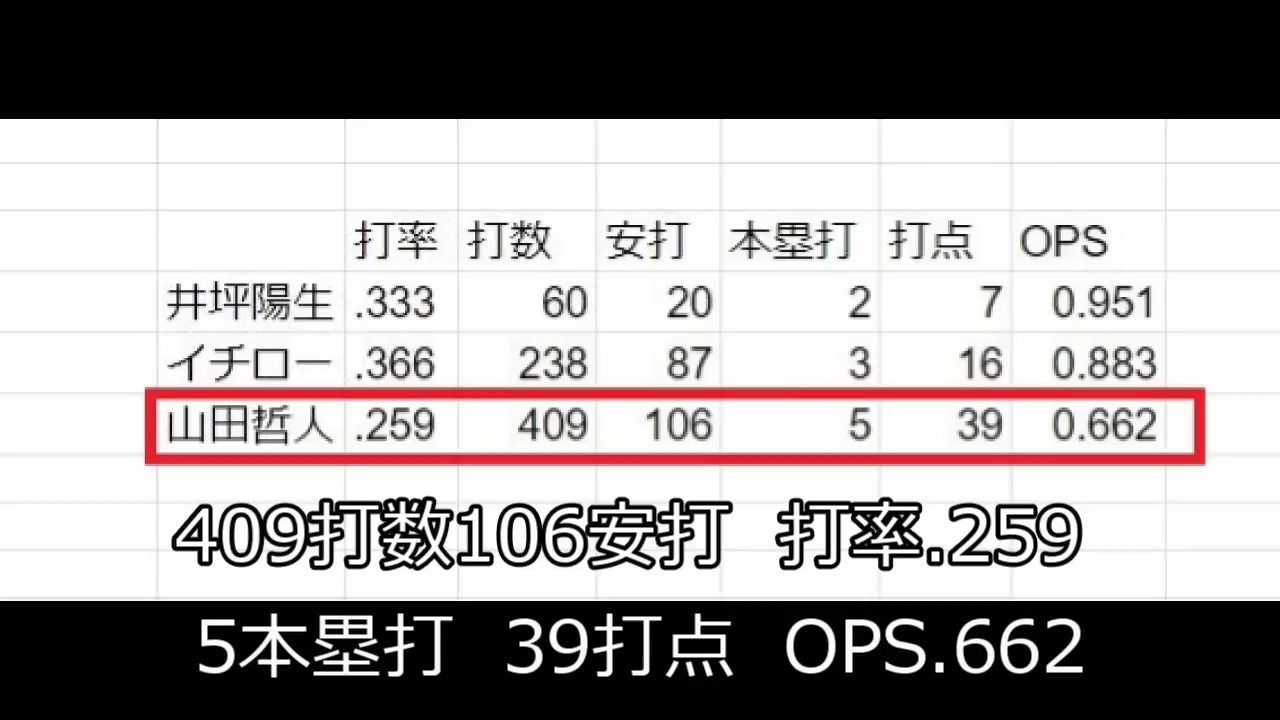 打率 打数 安打 本塁打 打点 OPS
井坪陽生 .333 60 20 2 7 0.951
イチロー .366 238 87 3 16 0.883
山田哲人 .259 409 106 5 39 0.662
409打数106安打 打率.259
5本塁打 39打点 OPS.662